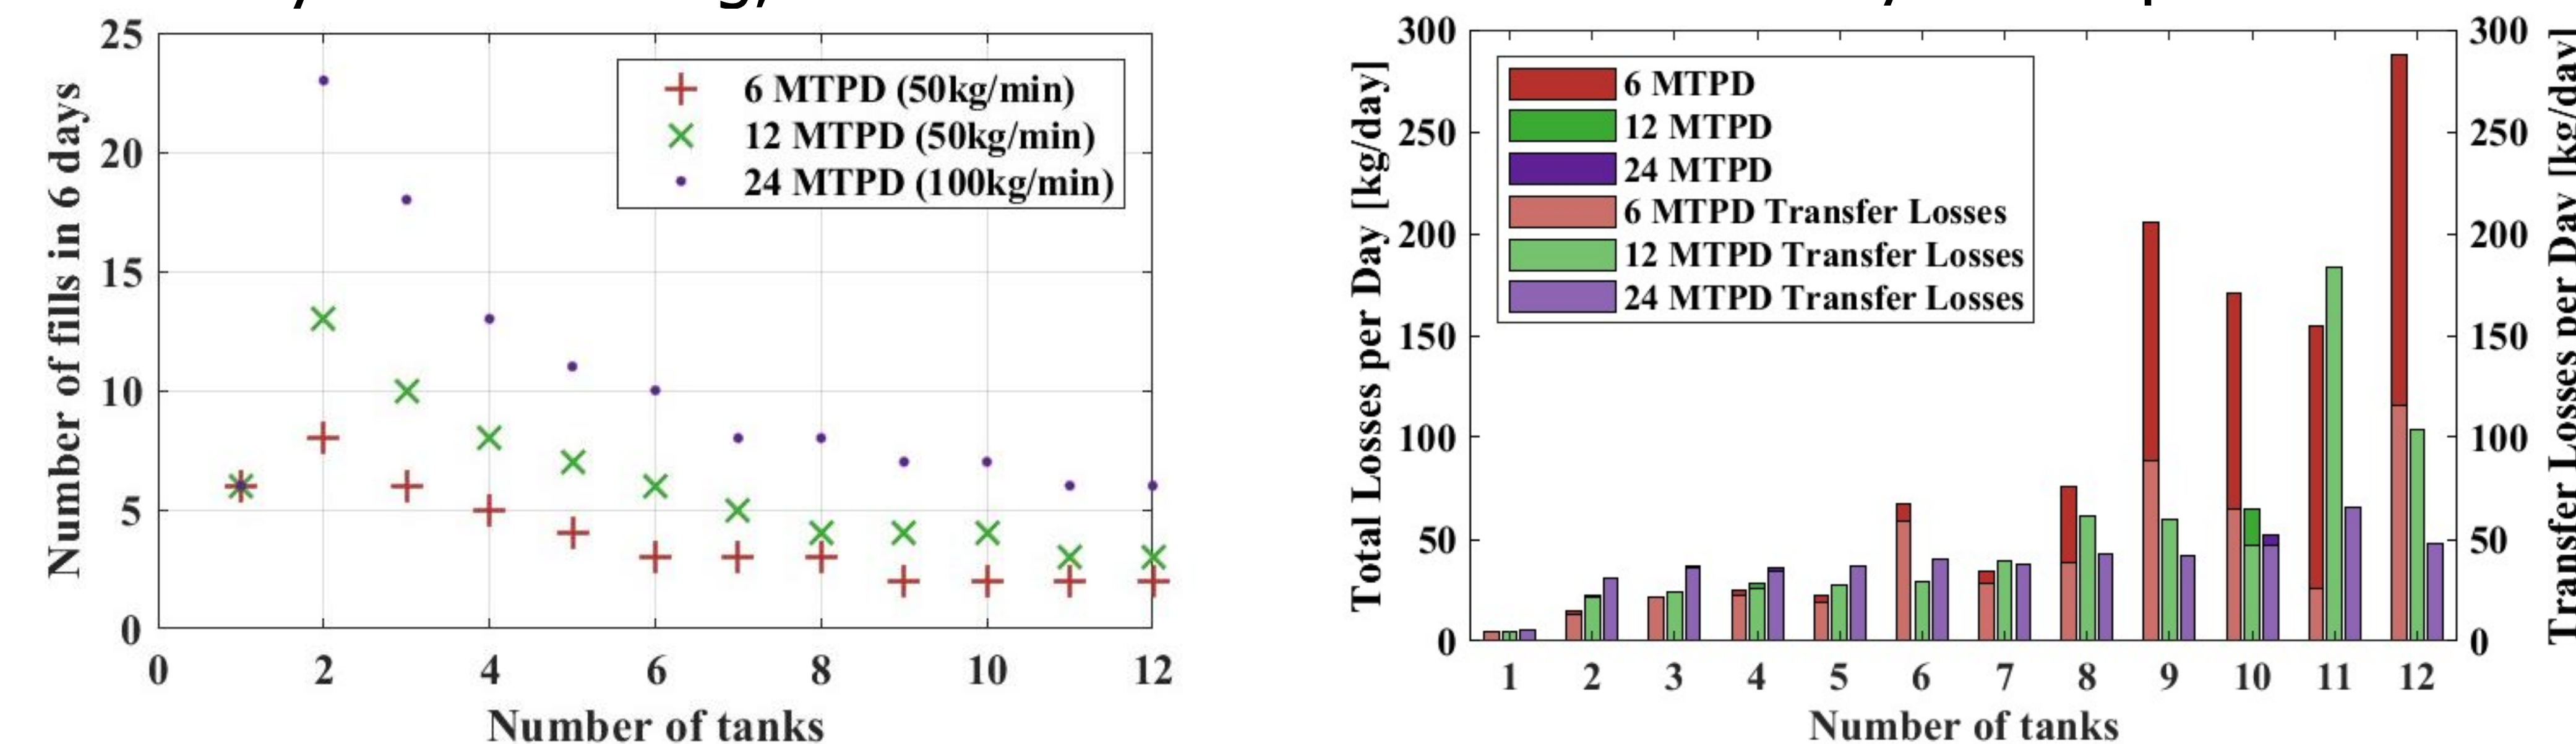 Number of fills in 6 days
25
20
15
10
5
0
6 MTPD (50kg/min)
12 MTPD (50kg/min)
24 MTPD (100kg/min)
0 2 4 6 8 10 12
Number of tanks
Total Losses per Day [kg/day]
300
250
200
150
100
50
0
6 MTPD
12 MTPD
24 MTPD
6 MTPD Transfer Losses
12 MTPD Transfer Losses
24 MTPD Transfer Losses
1 2 3 4 5 6 7 8 9 10 11 12
Number of tanks
300
250
200
150
100
50
0
Transfer Losses per Day [kg/day]